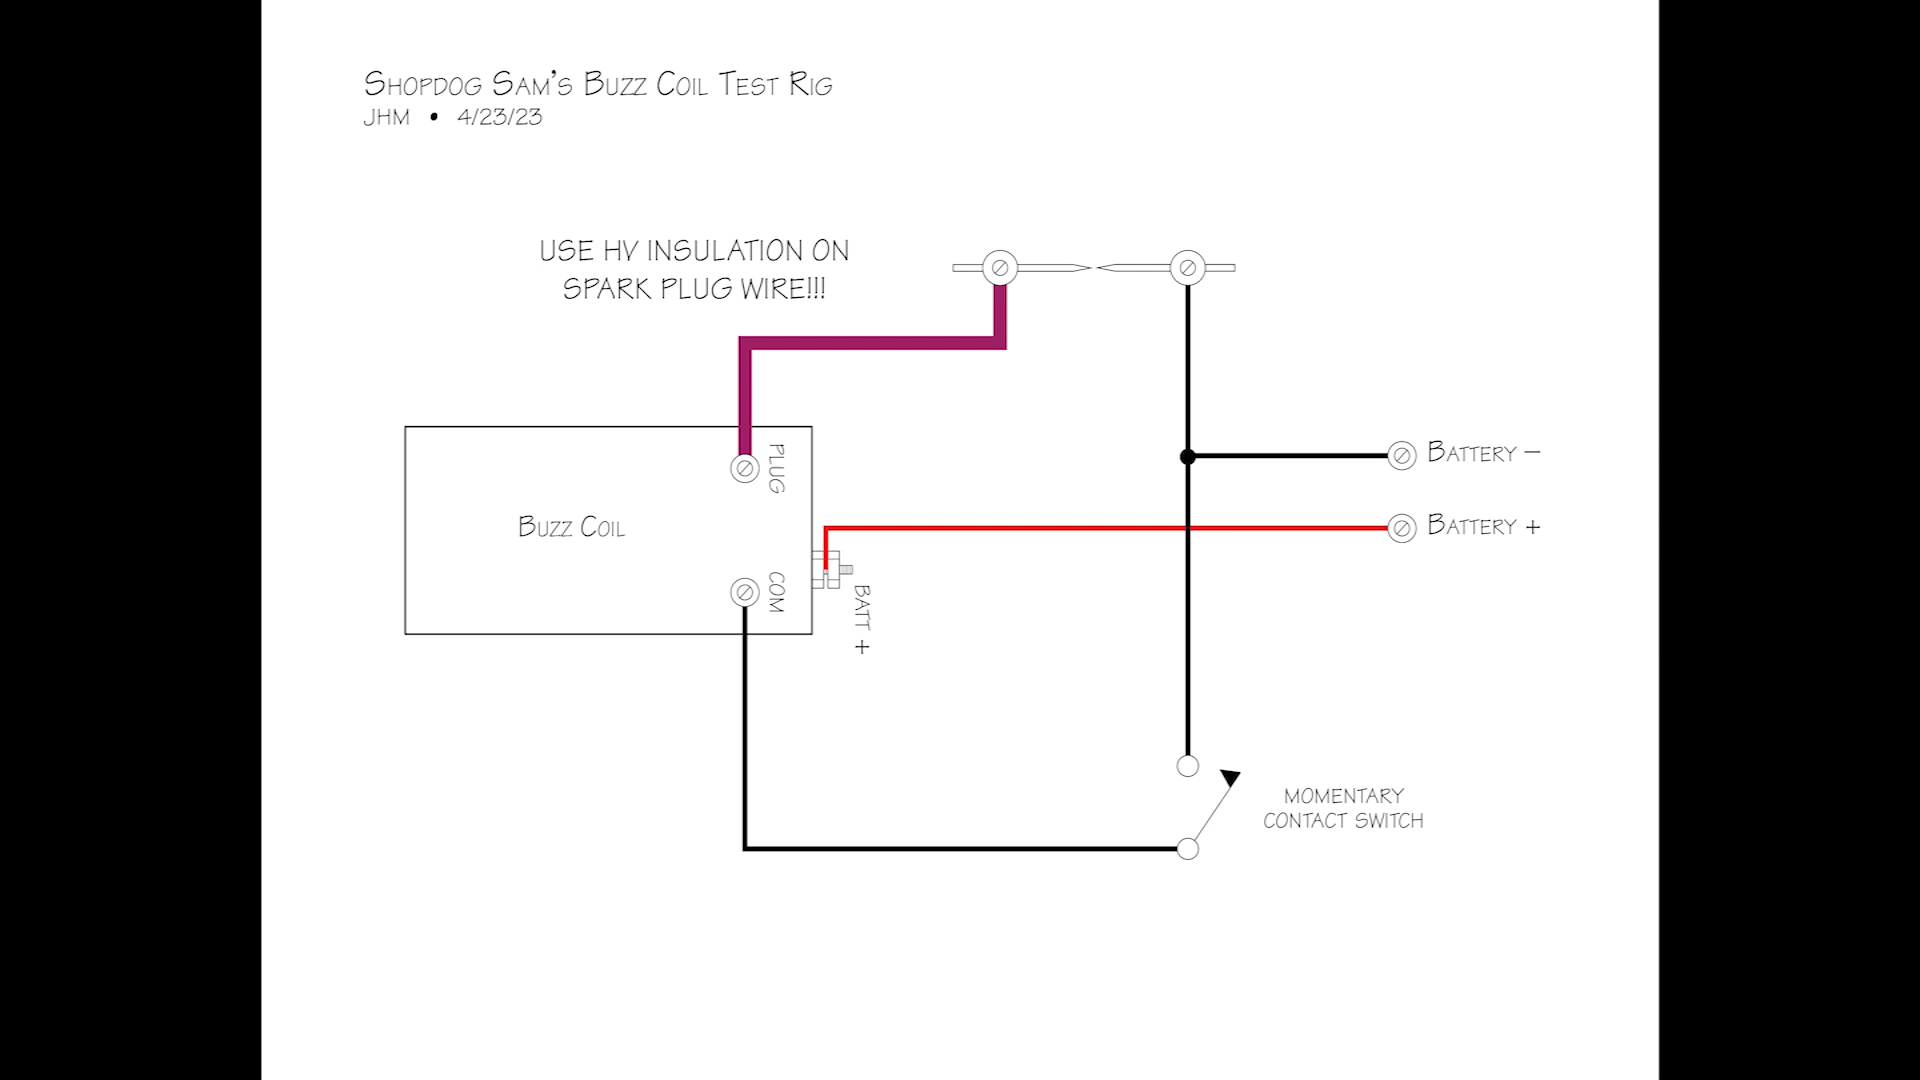 Shopdog Sam's Buzz Coil Test Rig
JHM • 4/23/23
USE HV INSULATION ON
SPARK PLUG WIRE!!!
PLUG
Buzz Coil
COM
BATT +
Battery –
Battery +
MOMENTARY
CONTACT SWITCH